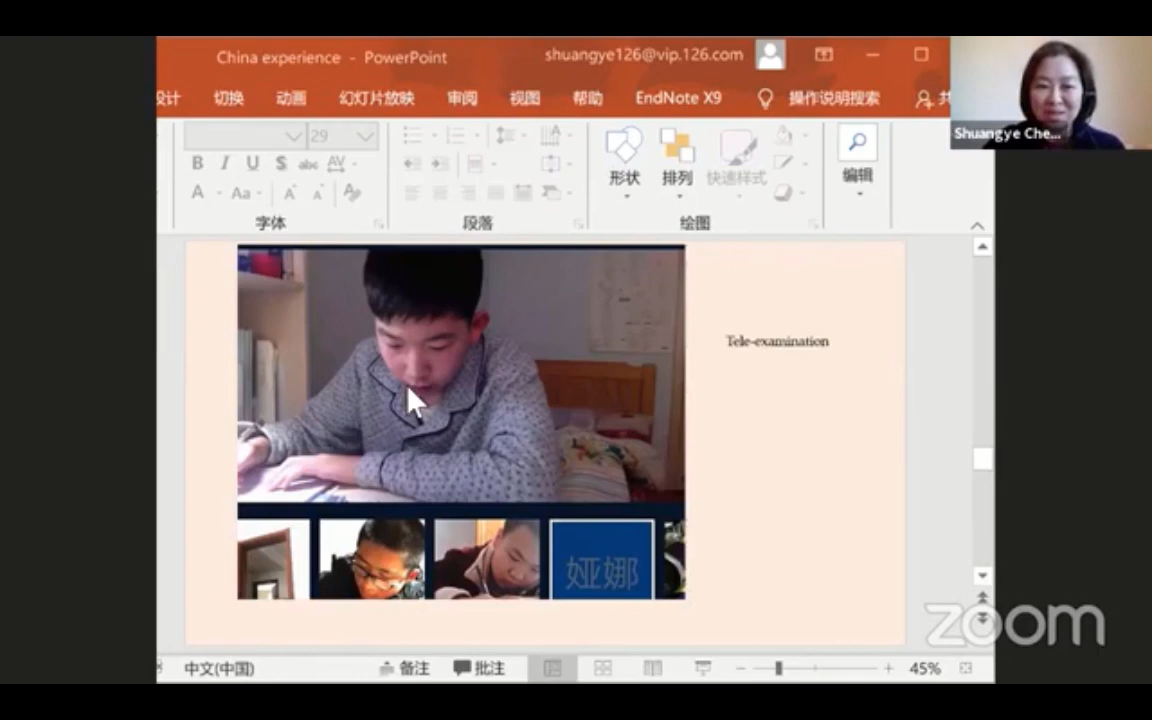 China experience - PowerPoint
shuangye126@vip.126.com
设计 切换 动画 幻灯片放映 审阅 视图 帮助 EndNote X9 操作说明搜索 共
Shuangye Che...
29
B I U S abc AV
A Aa A A
形状 排列 快速样式 编辑
字体 段落 绘图
Tele-examination
娅娜
zoom
中文(中国) 备注 批注 45%